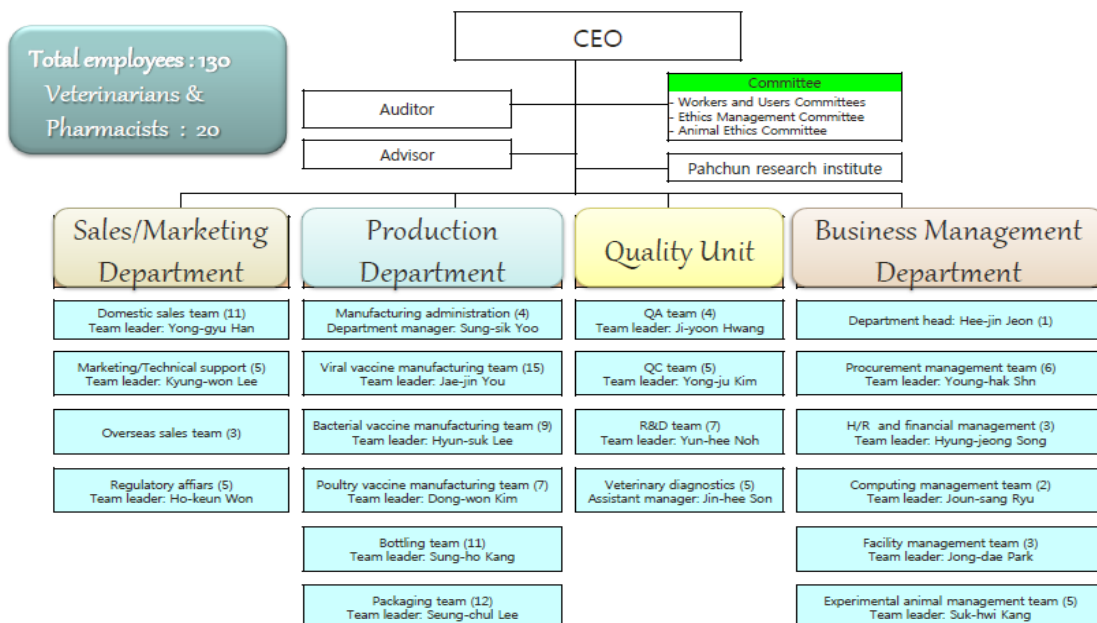 Total employees : 130
Veterinarians &
Pharmacists : 20
CEO
Auditor
Advisor
Committee
- Workers and Users Committees
- Ethics Management Committee
- Animal Ethics Committee
Pahchun research institute
Sales/Marketing
Department
Domestic sales team (11)
Team leader: Yong-gyu Han
Marketing/Technical support (5)
Team leader: Kyung-won Lee
Overseas sales team (3)
Regulatory affiars (5)
Team leader: Ho-keun Won
Production
Department
Manufacturing administration (4)
Department manager: Sung-sik Yoo
Viral vaccine manufacturing team (15)
Team leader: Jae-jin You
Bacterial vaccine manufacturing team (9)
Team leader: Hyun-suk Lee
Poultry vaccine manufacturing team (7)
Team leader: Dong-won Kim
Bottling team (11)
Team leader: Sung-ho Kang
Packaging team (12)
Team leader: Seung-chul Lee
Quality Unit
QA team (4)
Team leader: Ji-yoon Hwang
QC team (5)
Team leader: Yong-ju Kim
R&D team (7)
Team leader: Yun-hee Noh
Veterinary diagnostics (5)
Assistant manager: Jin-hee Son
Business Management
Department
Department head: Hee-jin Jeon (1)
Procurement management team (6)
Team leader: Young-hak Shn
H/R and financial management (3)
Team leader: Hyung-jeong Song
Computing management team (2)
Team leader: Joun-sang Ryu
Facility management team (3)
Team leader: Jong-dae Park
Experimental animal management team (5)
Team leader: Suk-hwi Kang